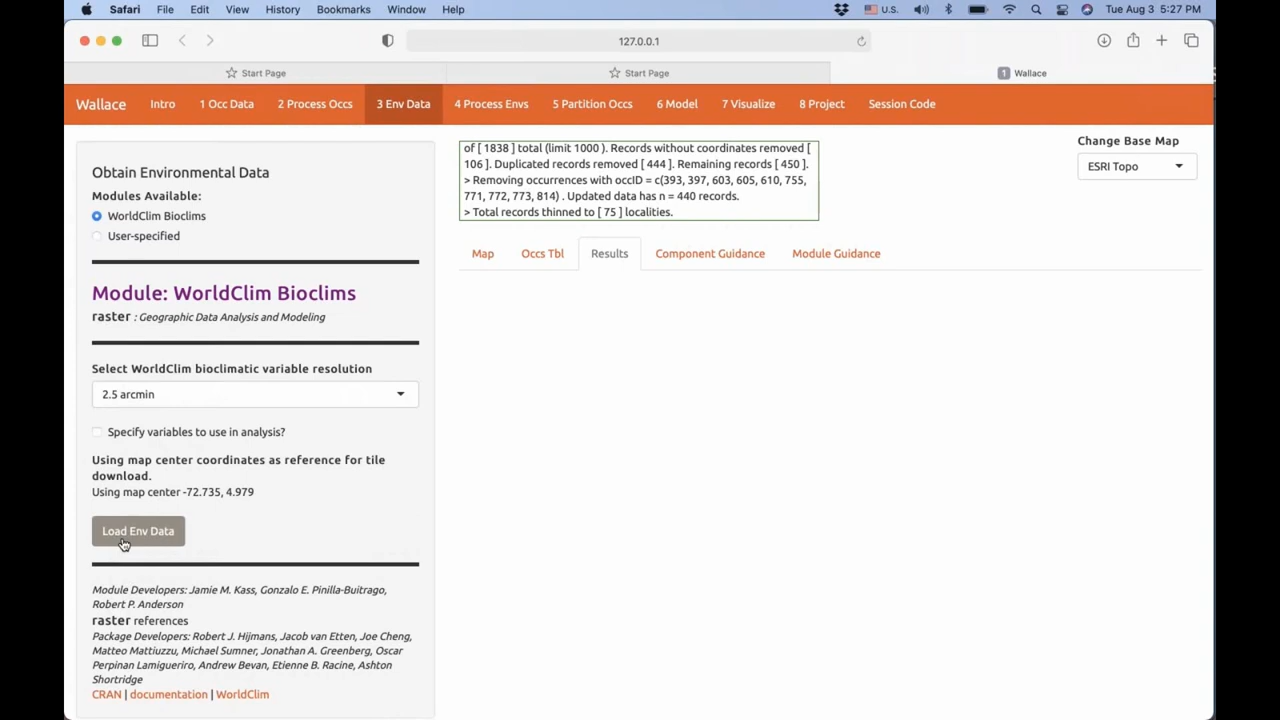 Safari File Edit View History Bookmarks Window Help U.S. Tue Aug 3 5:27 PM
127.0.0.1
Start Page Start Page 1 Wallace
Wallace Intro 1 Occ Data 2 Process Occs 3 Env Data 4 Process Envs 5 Partition Occs 6 Model 7 Visualize 8 Project Session Code
Obtain Environmental Data
Modules Available:
WorldClim Bioclims
User-specified
Module: WorldClim Bioclims
raster : Geographic Data Analysis and Modeling
Select WorldClim bioclimatic variable resolution
2.5 arcmin
Specify variables to use in analysis?
Using map center coordinates as reference for tile
download.
Using map center -72.735, 4.979
Load Env Data
Module Developers: Jamie M. Kass, Gonzalo E. Pinilla-Buitrago,
Robert P. Anderson
raster references
Package Developers: Robert J. Hijmans, Jacob van Etten, Joe Cheng,
Matteo Mattiuzzu, Michael Sumner, Jonathan A. Greenberg, Oscar
Perpinan Lamigueriro, Andrew Bevan, Etienne B. Racine, Ashton
Shortridge
CRAN | documentation | WorldClim
of [ 1838 ] total (limit 1000 ). Records without coordinates removed [
106 ]. Duplicated records removed [ 444 ]. Remaining records [ 450 ].
> Removing occurrences with occID = c(393, 397, 603, 605, 610, 755,
771, 772, 773, 814) . Updated data has n = 440 records.
> Total records thinned to [ 75 ] localities.
Change Base Map
ESRI Topo
Map Occs Tbl Results Component Guidance Module Guidance